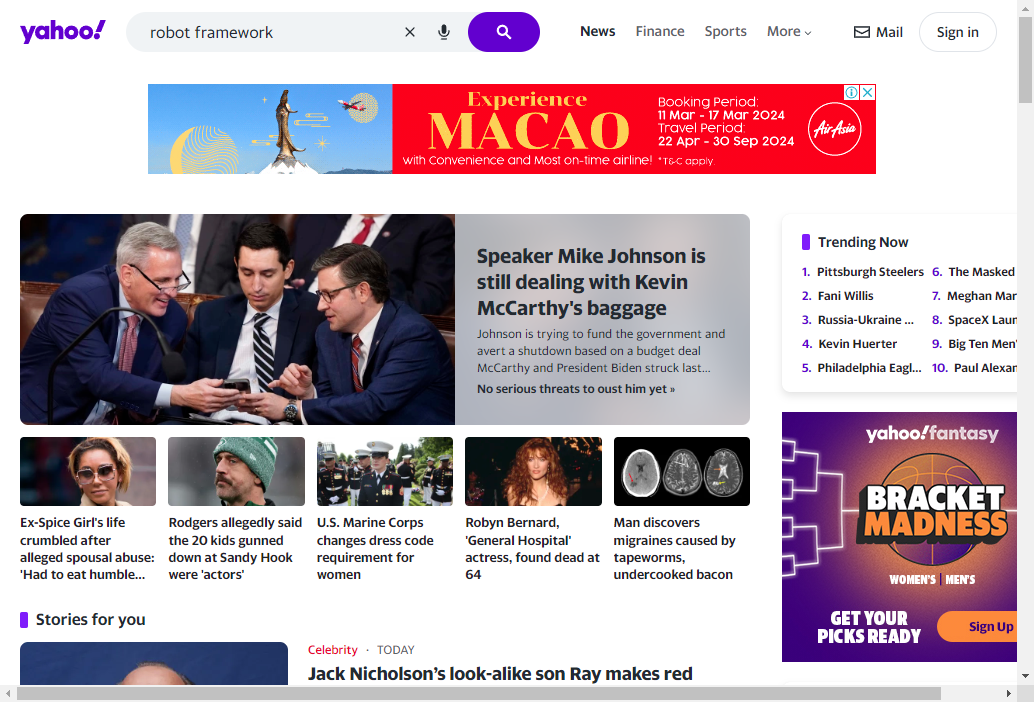 yahoo!
robot framework
News
Finance
Sports
More
Mail
Sign in
Experience
MACAO
with Convenience and Most on-time airline!
Booking Period:
11 Mar - 17 Mar 2024
Travel Period:
22 Apr - 30 Sep 2024
*T&C apply.
AirAsia
Speaker Mike Johnson is
still dealing with Kevin
McCarthy's baggage
Johnson is trying to fund the government and
avert a shutdown based on a budget deal
McCarthy and President Biden struck last...
No serious threats to oust him yet »
Trending Now
1. Pittsburgh Steelers
2. Fani Willis
3. Russia-Ukraine ...
4. Kevin Huerter
5. Philadelphia Eagl...
6. The Masked
7. Meghan Mar
8. SpaceX Laun
9. Big Ten Men'
10. Paul Alexan
Ex-Spice Girl's life
crumbled after
alleged spousal abuse:
'Had to eat humble...
Rodgers allegedly said
the 20 kids gunned
down at Sandy Hook
were 'actors'
U.S. Marine Corps
changes dress code
requirement for
women
Robyn Bernard,
'General Hospital'
actress, found dead at
64
Man discovers
migraines caused by
tapeworms,
undercooked bacon
yahoo!fantasy
BRACKET
MADNESS
WOMEN'S | MEN'S
GET YOUR
PICKS READY
Sign Up
Stories for you
Celebrity · TODAY
Jack Nicholson's look-alike son Ray makes red